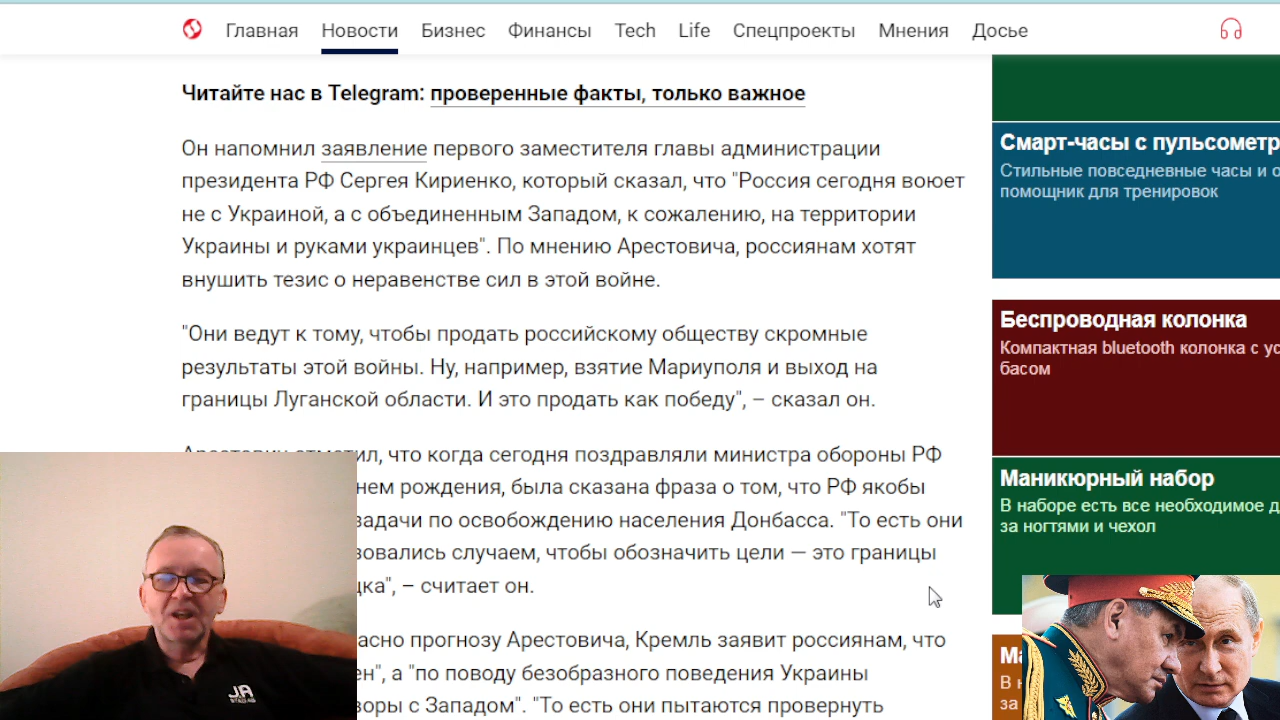 Главная Новости Бизнес Финансы Tech Life Спецпроекты Мнения Досье
Читайте нас в Telegram: проверенные факты, только важное
Он напомнил заявление первого заместителя главы администрации
президента РФ Сергея Кириенко, который сказал, что "Россия сегодня воюет
не с Украиной, а с объединенным Западом, к сожалению, на территории
Украины и руками украинцев". По мнению Арестовича, россиянам хотят
внушить тезис о неравенстве сил в этой войне.
"Они ведут к тому, чтобы продать российскому обществу скромные
результаты этой войны. Ну, например, взятие Мариуполя и выход на
границы Луганской области. И это продать как победу", – сказал он.
Арестович отметил, что когда сегодня поздравляли министра обороны РФ
нем рождения, была сказана фраза о том, что РФ якобы
задачи по освобождению населения Донбасса. "То есть они
зовались случаем, чтобы обозначить цели — это границы
цка", – считает он.
асно прогнозу Арестовича, Кремль заявит россиянам, что
ен", а "по поводу безобразного поведения Украины
воры с Западом". "То есть они пытаются провернуть
Смарт-часы с пульсометр
Стильные повседневные часы и о
помощник для тренировок
Беспроводная колонка
Компактная bluetooth колонка с ус
басом
Маникюрный набор
В наборе есть все необходимое д
за ногтями и чехол
Ма
В н
за
JA